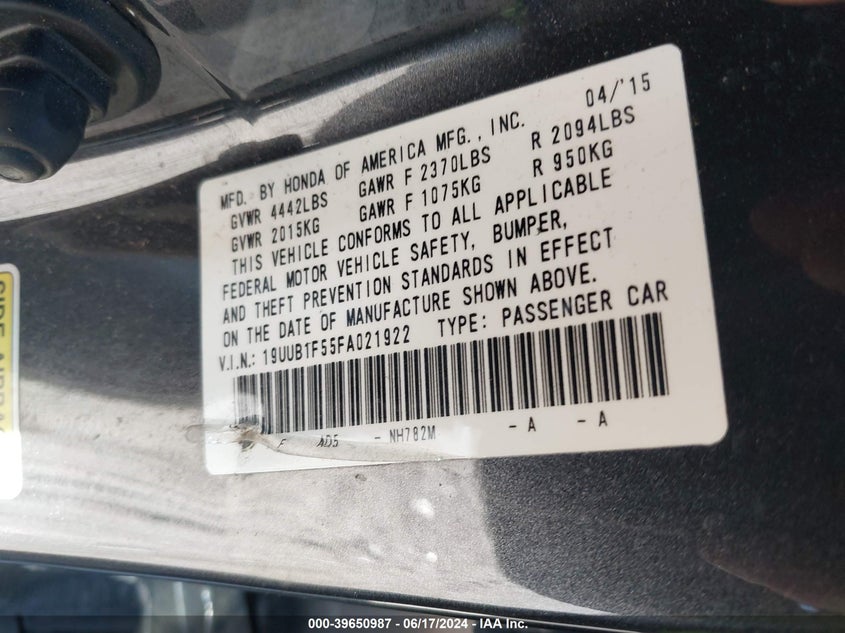 04/'15
MFD. BY HONDA OF AMERICA MFG., INC.
GVWR 4442LBS GAWR F 2370LBS R 2094LBS
GVWR 2015KG GAWR F 1075KG R 950KG
THIS VEHICLE CONFORMS TO ALL APPLICABLE
FEDERAL MOTOR VEHICLE SAFETY, BUMPER,
AND THEFT PREVENTION STANDARDS IN EFFECT
ON THE DATE OF MANUFACTURE SHOWN ABOVE.
V.I.N.: 19UUB1F55FA021922 TYPE: PASSENGER CAR
F AD5 - NH782M - A - A
000-39650987 - 06/17/2024 - IAA Inc.